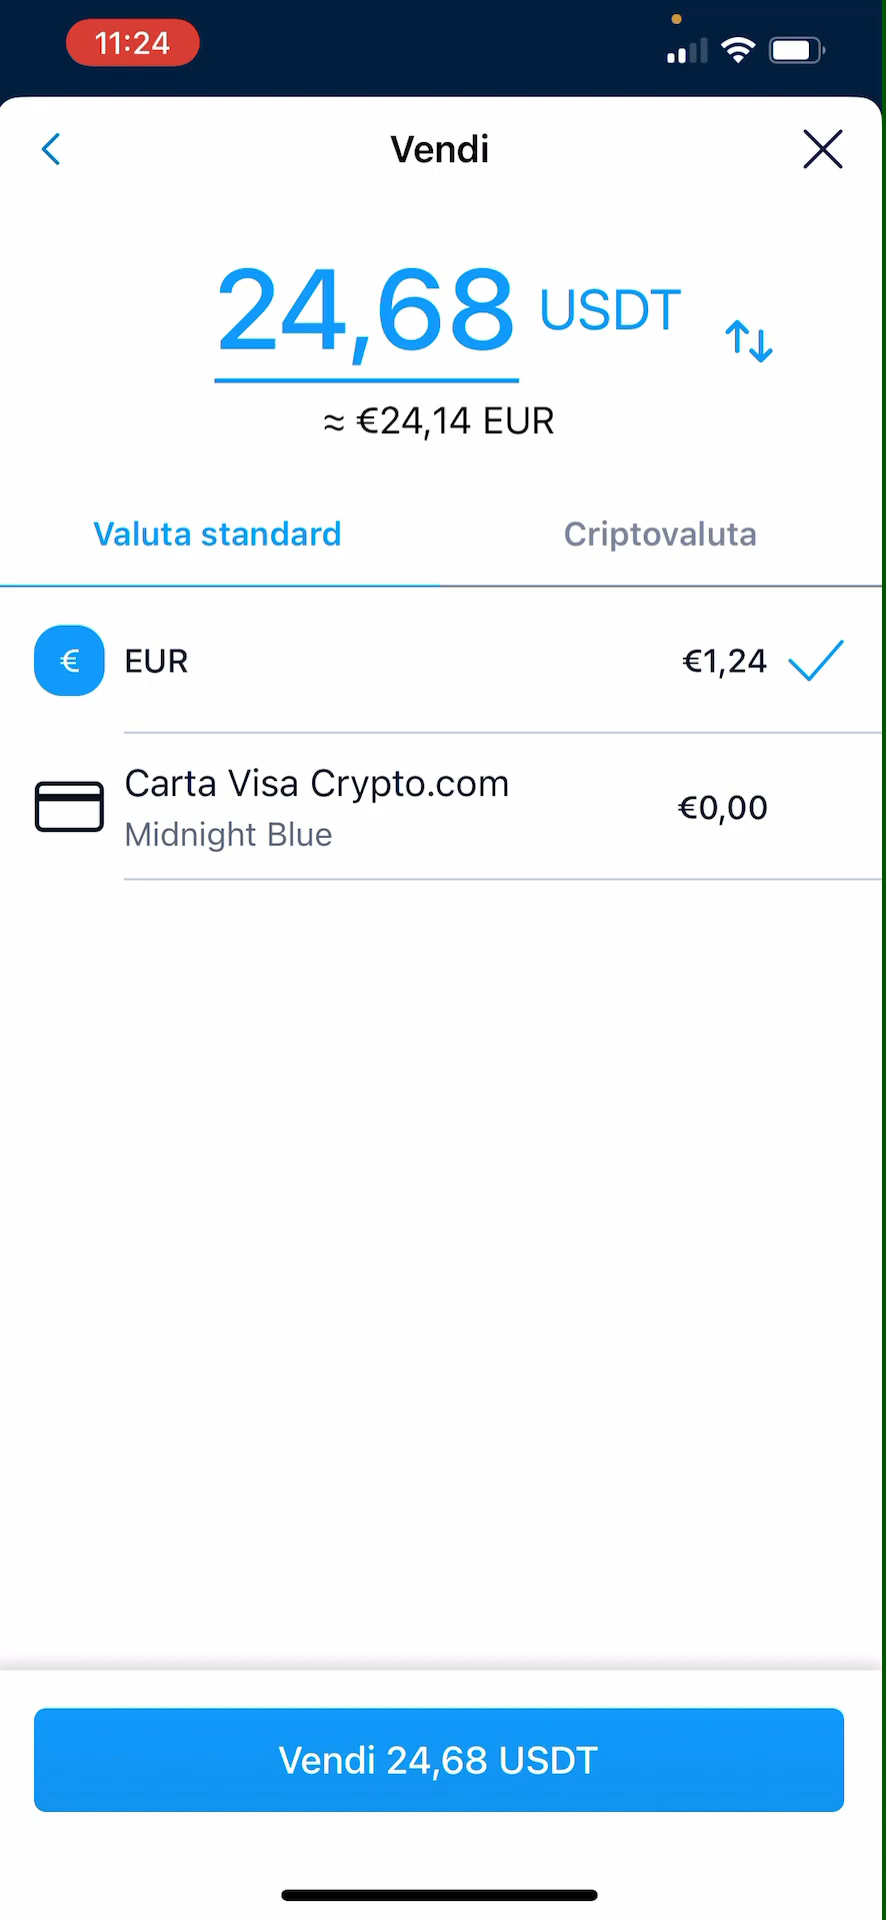 11:24
Vendi
24,68 USDT
≈ €24,14 EUR
Valuta standard Criptovaluta
€ EUR €1,24
Carta Visa Crypto.com
Midnight Blue
€0,00
Vendi 24,68 USDT